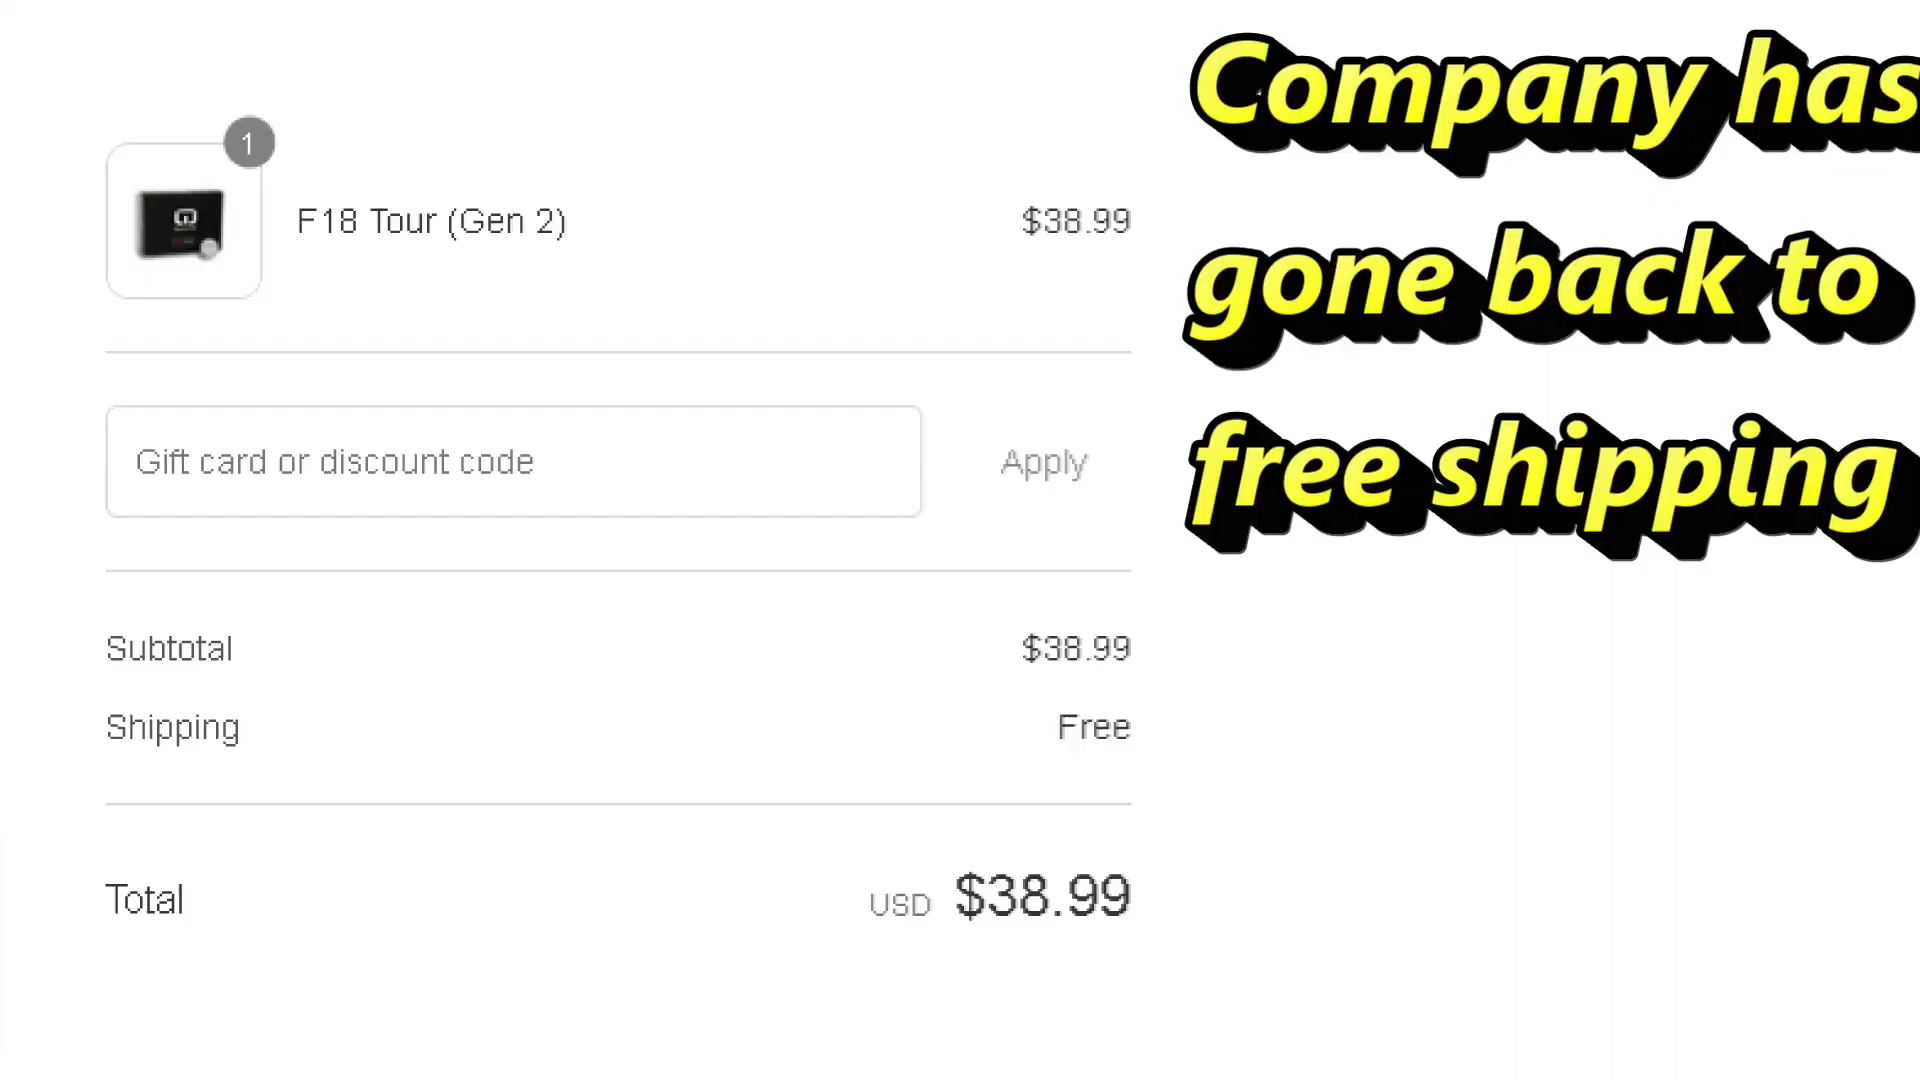 1
F18 Tour (Gen 2)
$38.99
Gift card or discount code
Apply
Subtotal
$38.99
Shipping
Free
Total
USD $38.99
Company has
gone back to
free shipping